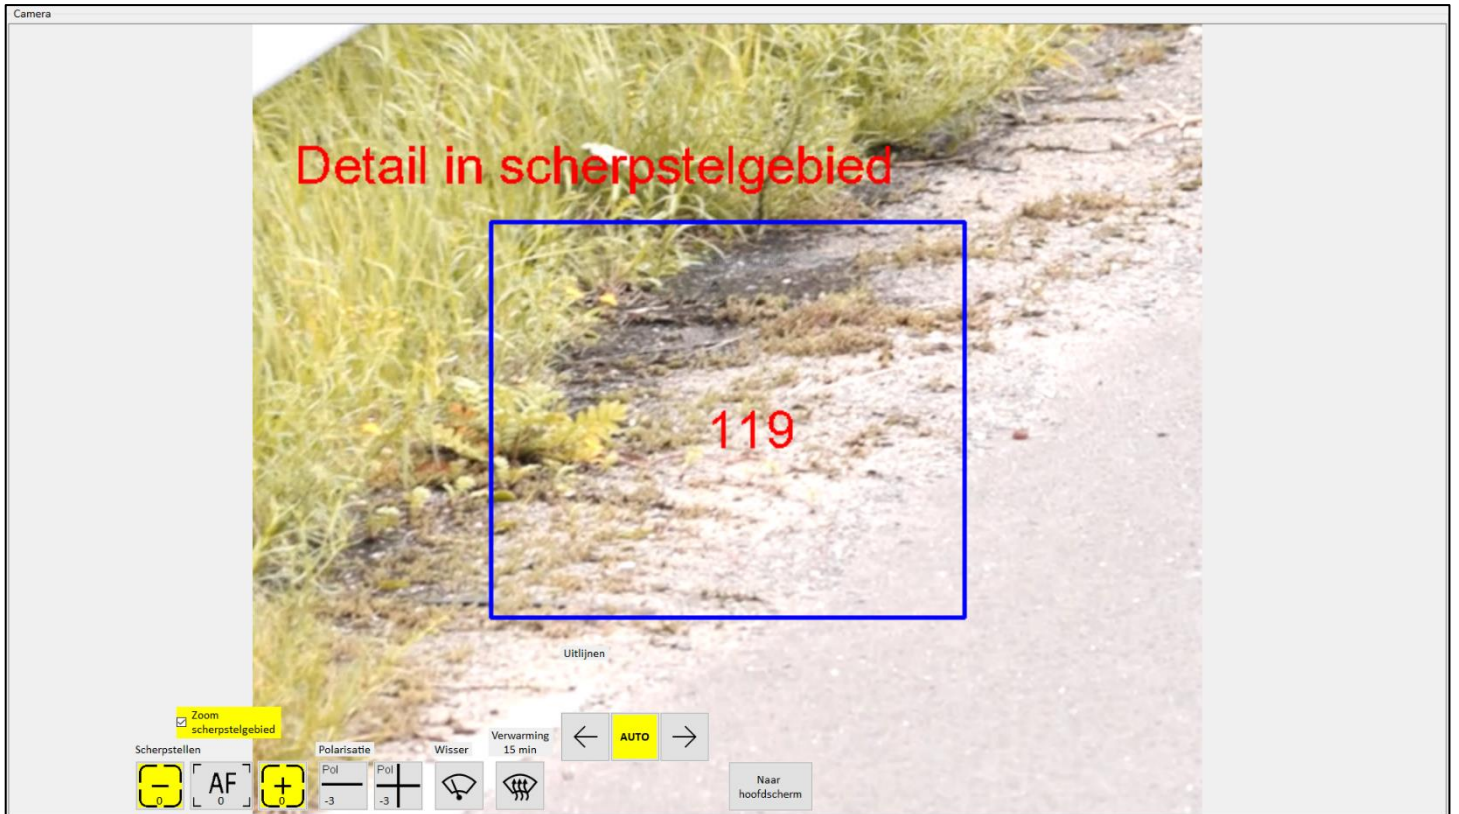 Camera
Detail in scherpstelgebied
119
Uitlijnen
Zoom
scherpstelgebied
AUTO
Scherpstellen
Polarisatie
Wisser
Verwarming
15 min
0
AF
0
0
Pol
-3
Pol
-3
Naar
hoofdscherm